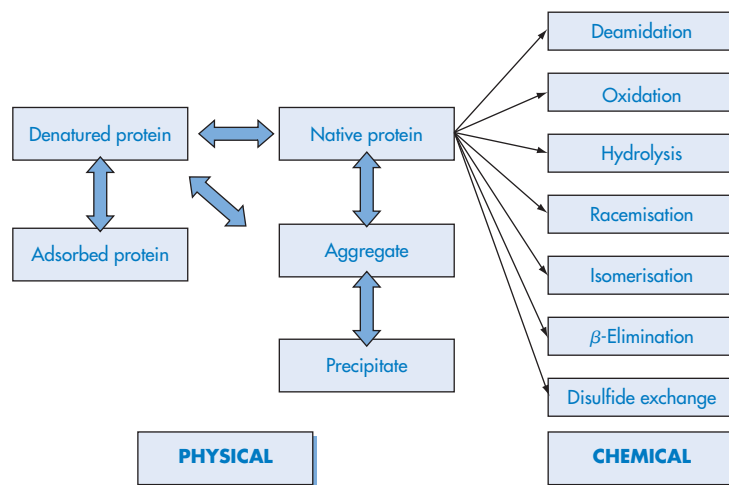 Deamidation
Oxidation
Denatured protein
Native protein
Hydrolysis
Racemisation
Adsorbed protein
Aggregate
Isomerisation
β-Elimination
Precipitate
Disulfide exchange
PHYSICAL
CHEMICAL